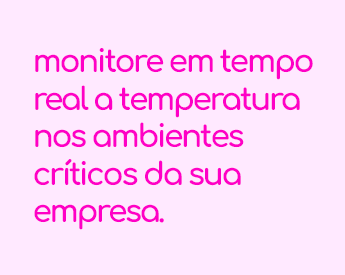 monitore em tempo
real a temperatura
nos ambientes
críticos da sua
empresa.